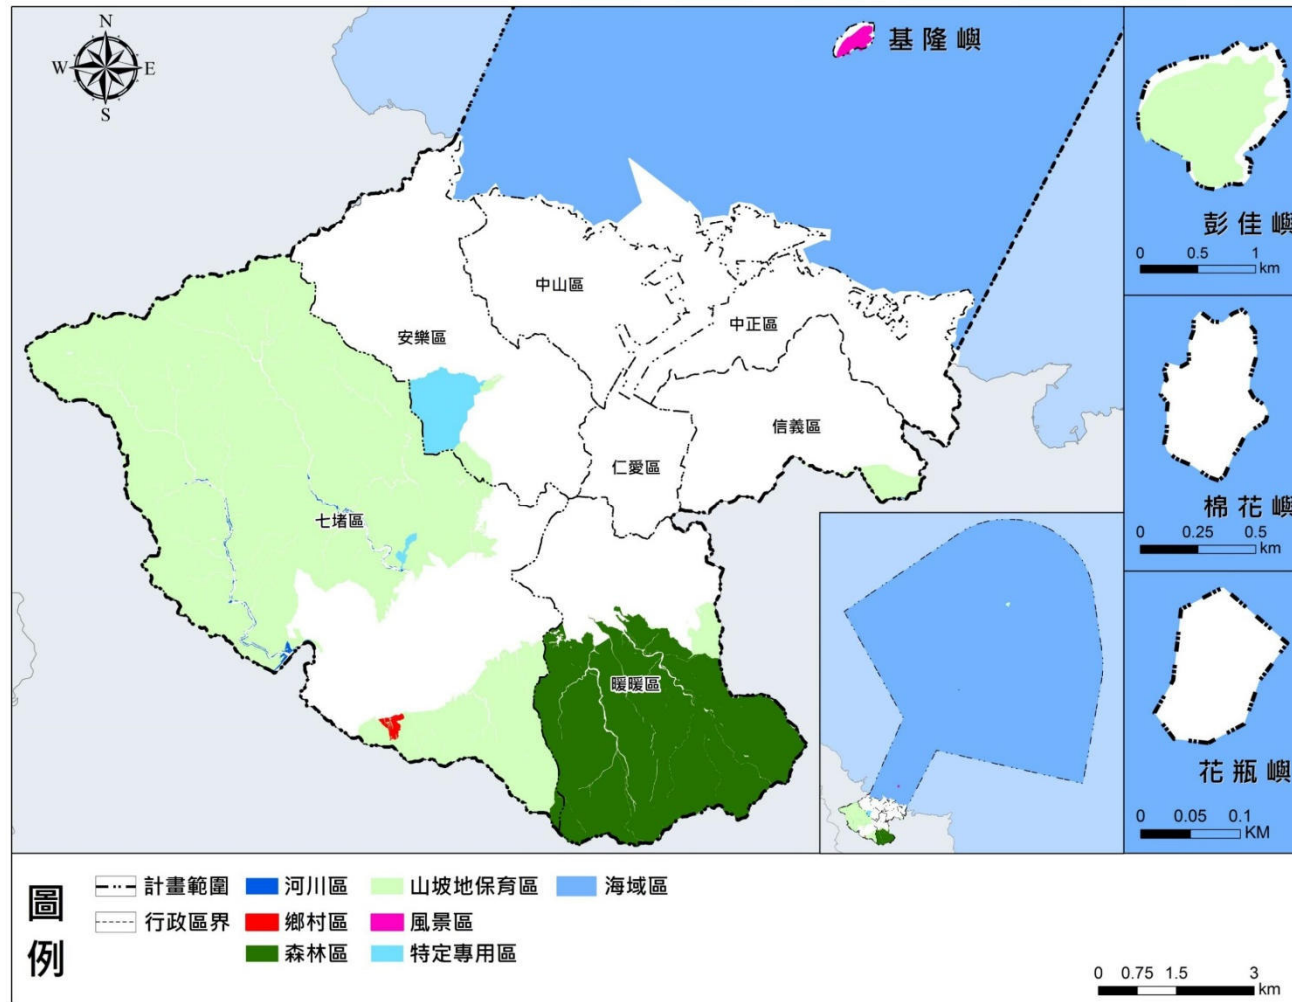 N
W E
S
基隆嶼
彭佳嶼
0 0.5 1
km
中山區
中正區
安樂區
信義區
仁愛區
棉花嶼
0 0.25 0.5
km
七堵區
暖暖區
花瓶嶼
0 0.05 0.1
KM
圖例
計畫範圍 河川區 山坡地保育區 海域區
行政區界 鄉村區 風景區
森林區 特定專用區
0 0.75 1.5 3
km